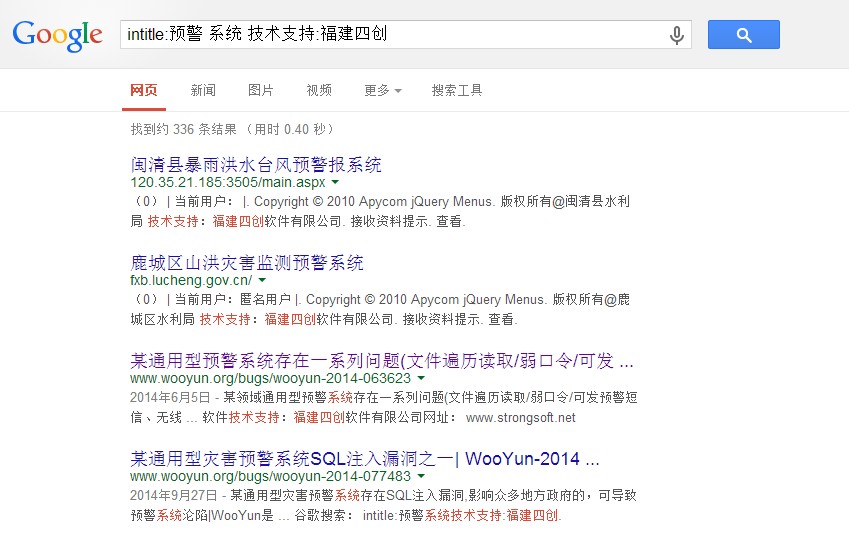 Google
intitle:预警 系统 技术支持:福建四创
网页 新闻 图片 视频 更多 搜索工具
找到约 336 条结果 （用时 0.40 秒）
闽清县暴雨洪水台风预警报系统
120.35.21.185:3505/main.aspx
（0） | 当前用户： |. Copyright © 2010 Apycom jQuery Menus. 版权所有@闽清县水利
局 技术支持：福建四创软件有限公司. 接收资料提示. 查看.
鹿城区山洪灾害监测预警系统
fxb.lucheng.gov.cn/
（0） | 当前用户：匿名用户 |. Copyright © 2010 Apycom jQuery Menus. 版权所有@鹿
城区水利局 技术支持：福建四创软件有限公司. 接收资料提示. 查看.
某通用型预警系统存在一系列问题(文件遍历读取/弱口令/可发 ...
www.wooyun.org/bugs/wooyun-2014-063623
2014年6月5日 - 某领域通用型预警系统存在一系列问题(文件遍历读取/弱口令/可发预警短
信、无线 ... 软件技术支持：福建四创软件有限公司网址： www.strongsoft.net
某通用型灾害预警系统SQL注入漏洞之一| WooYun-2014 ...
www.wooyun.org/bugs/wooyun-2014-077483
2014年9月27日 - 某通用型灾害预警系统存在SQL注入漏洞,影响众多地方政府的，可导致
预警系统沦陷|WooYun是 ... 谷歌搜索： intitle:预警系统技术支持:福建四创.